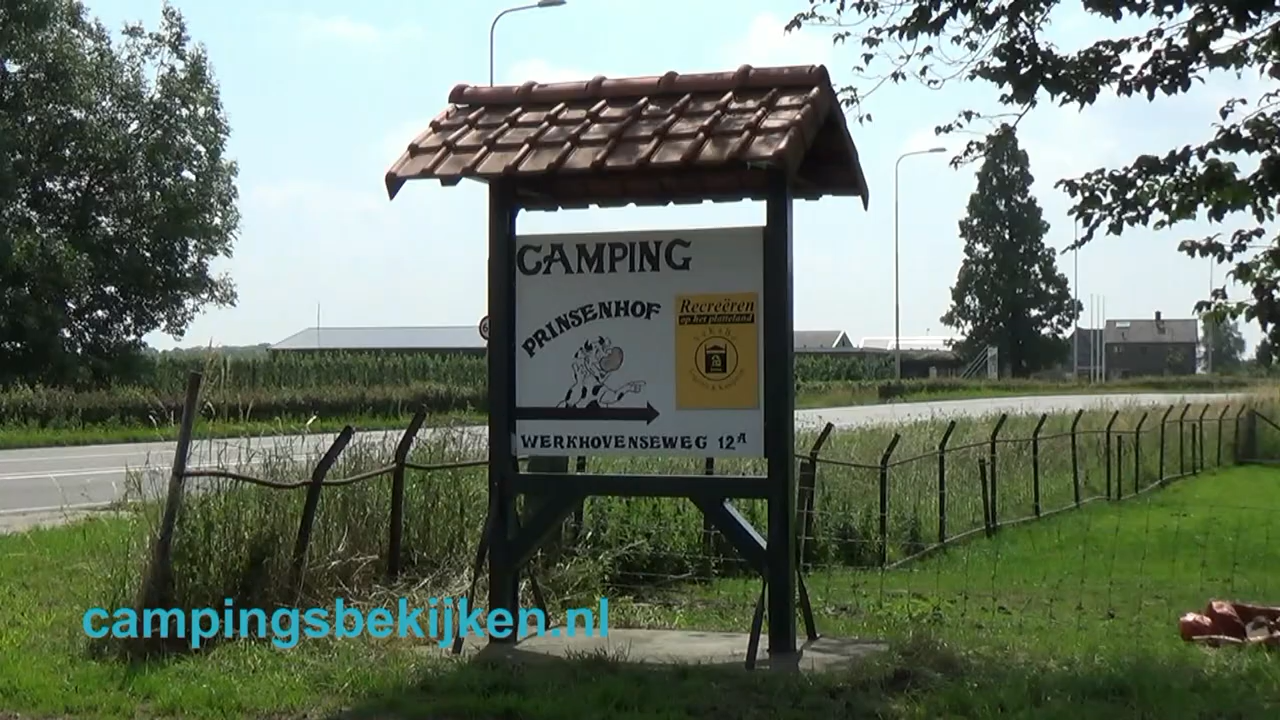 CAMPING
PRINSENHOF
Recreëren
op het platteland
WERKHOVENSEWEG 12A
campingsbekijken.nl